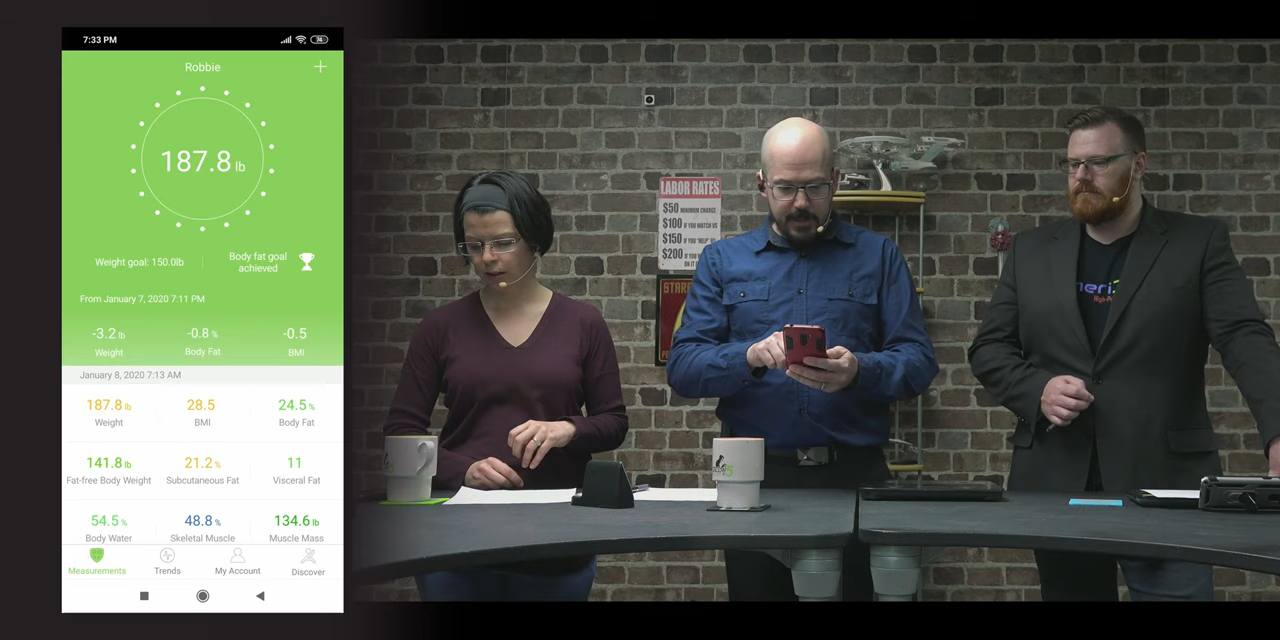 7:33 PM
74
Robbie
+
187.8 lb
Weight goal: 150.0lb
Body fat goal
achieved
From January 7, 2020 7:11 PM
-3.2 lb
-0.8 %
-0.5
Weight
Body Fat
BMI
January 8, 2020 7:13 AM
187.8 lb
28.5
24.5 %
Weight
BMI
Body Fat
141.8 lb
21.2 %
11
Fat-free Body Weight
Subcutaneous Fat
Visceral Fat
54.5 %
48.8 %
134.6 lb
Body Water
Skeletal Muscle
Muscle Mass
Measurements
Trends
My Account
Discover
LABOR RATES
$50 MINIMUM CHARGE
$100 IF YOU WATCH US
$150 IF YOU "HELP" US
$200 IF YOU
5